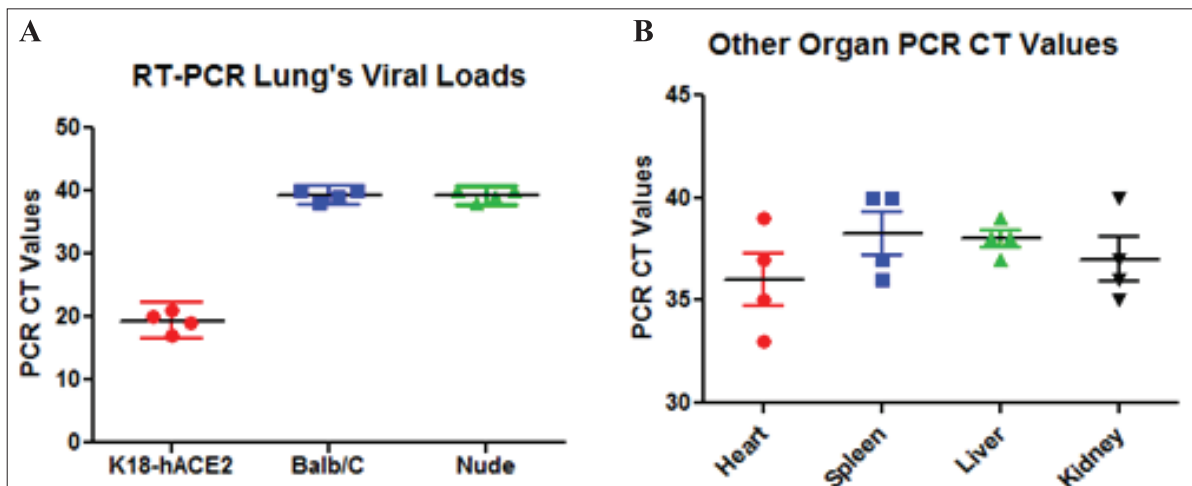 A
RT-PCR Lung's Viral Loads
PCR CT Values
50
40
30
20
10
0
K18-hACE2 Balb/C Nude
B
Other Organ PCR CT Values
PCR CT Values
45
40
35
30
Heart Spleen Liver Kidney